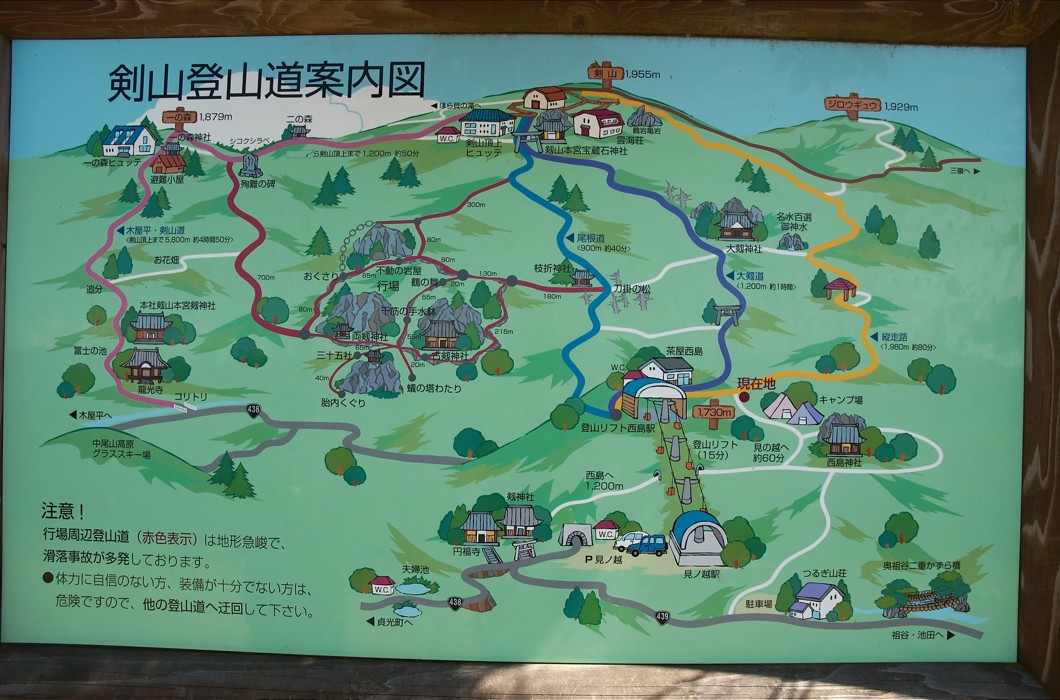 剣山登山道案内図
剣山
1,955m
ほら貝の滝へ
ジロウギュウ
1,929m
一の森
1,879m
二の森
シコクシラベ
一の森神社
一の森ヒュッテ
避難小屋
殉難の碑
剣山頂上まで1,200m 約50分
W.C.
剣山頂上
ヒュッテ
雲海荘
鶴岩亀岩
剱山本宮宝蔵石神社
三嶺へ
300m
木屋平・剣山道
〈剣山頂上まで5,800m 約4時間50分〉
お花畑
追分
尾根道
〈900m 約40分〉
名水百選
御神水
大剱神社
大剱道
〈1,200m 約1時間〉
80m
おくさり
65m
不動の岩屋
80m
行場
鶴の舞
20m
130m
枝折神社
刀掛の松
180m
700m
55m
千筋の手水鉢
本社剱山本宮剱神社
80m
両剱神社
55m
古剱神社
215m
富士の池
龍光寺
三十五社
65m
20m
40m
蟻の塔わたり
胎内くぐり
縦走路
〈1,980m 約80分〉
コリトリ
木屋平へ
438
中尾山高原
グラススキー場
茶屋西島
W.C.
登山リフト西島駅
現在地
1,730m
キャンプ場
登山リフト
(15分)
見の越へ
約60分
西島神社
西島へ
1,200m
注意!
行場周辺登山道(赤色表示)は地形急峻で、
滑落事故が多発しております。
●体力に自信のない方、装備が十分でない方は、
危険ですので、他の登山道へ迂回して下さい。
剱神社
円福寺
W.C.
P 見ノ越
見ノ越駅
夫婦池
W.C.
438
貞光町へ
439
駐車場
つるぎ山荘
奥祖谷二重かずら橋
祖谷・池田へ